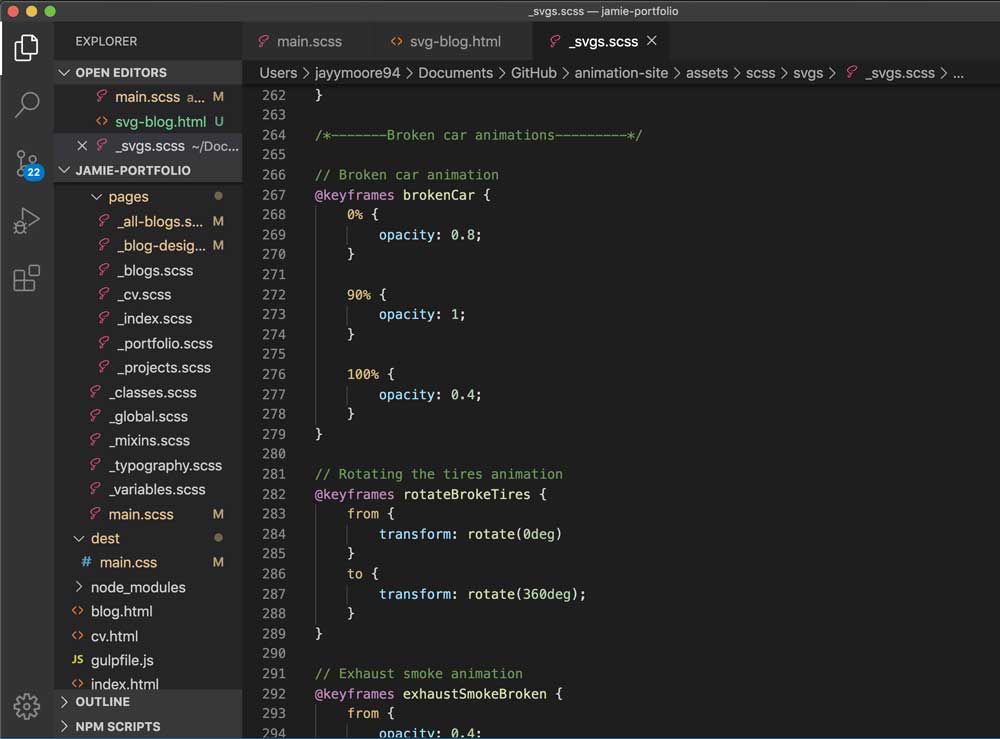 _svgs.scss — jamie-portfolio
EXPLORER
OPEN EDITORS
main.scss a... M
svg-blog.html U
_svgs.scss ~/Doc...
22
JAMIE-PORTFOLIO
pages
_all-blogs.s... M
_blog-desig... M
_blogs.scss
_cv.scss
_index.scss
_portfolio.scss
_projects.scss
_classes.scss
_global.scss
_mixins.scss
_typography.scss
_variables.scss
main.scss M
dest
# main.css M
node_modules
<> blog.html
<> cv.html
JS gulpfile.js
<> index.html
OUTLINE
NPM SCRIPTS
main.scss
<> svg-blog.html
_svgs.scss
Users > jayymoore94 > Documents > GitHub > animation-site > assets > scss > svgs > _svgs.scss > ...
262 }
263
264 /*-------Broken car animations---------*/
265
266 // Broken car animation
267 @keyframes brokenCar {
268 0% {
269 opacity: 0.8;
270 }
271
272 90% {
273 opacity: 1;
274 }
275
276 100% {
277 opacity: 0.4;
278 }
279 }
280
281 // Rotating the tires animation
282 @keyframes rotateBrokeTires {
283 from {
284 transform: rotate(0deg)
285 }
286 to {
287 transform: rotate(360deg);
288 }
289 }
290
291 // Exhaust smoke animation
292 @keyframes exhaustSmokeBroken {
293 from {
294 opacity: 0.4;